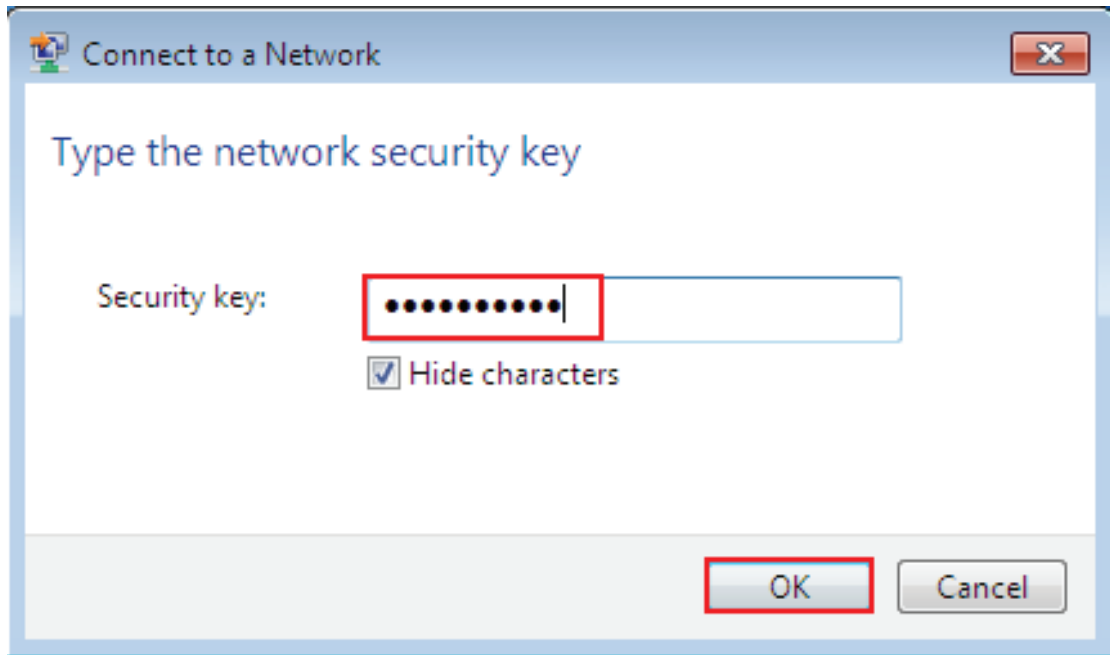 Connect to a Network
Type the network security key
Security key: ••••••••••
Hide characters
OK Cancel